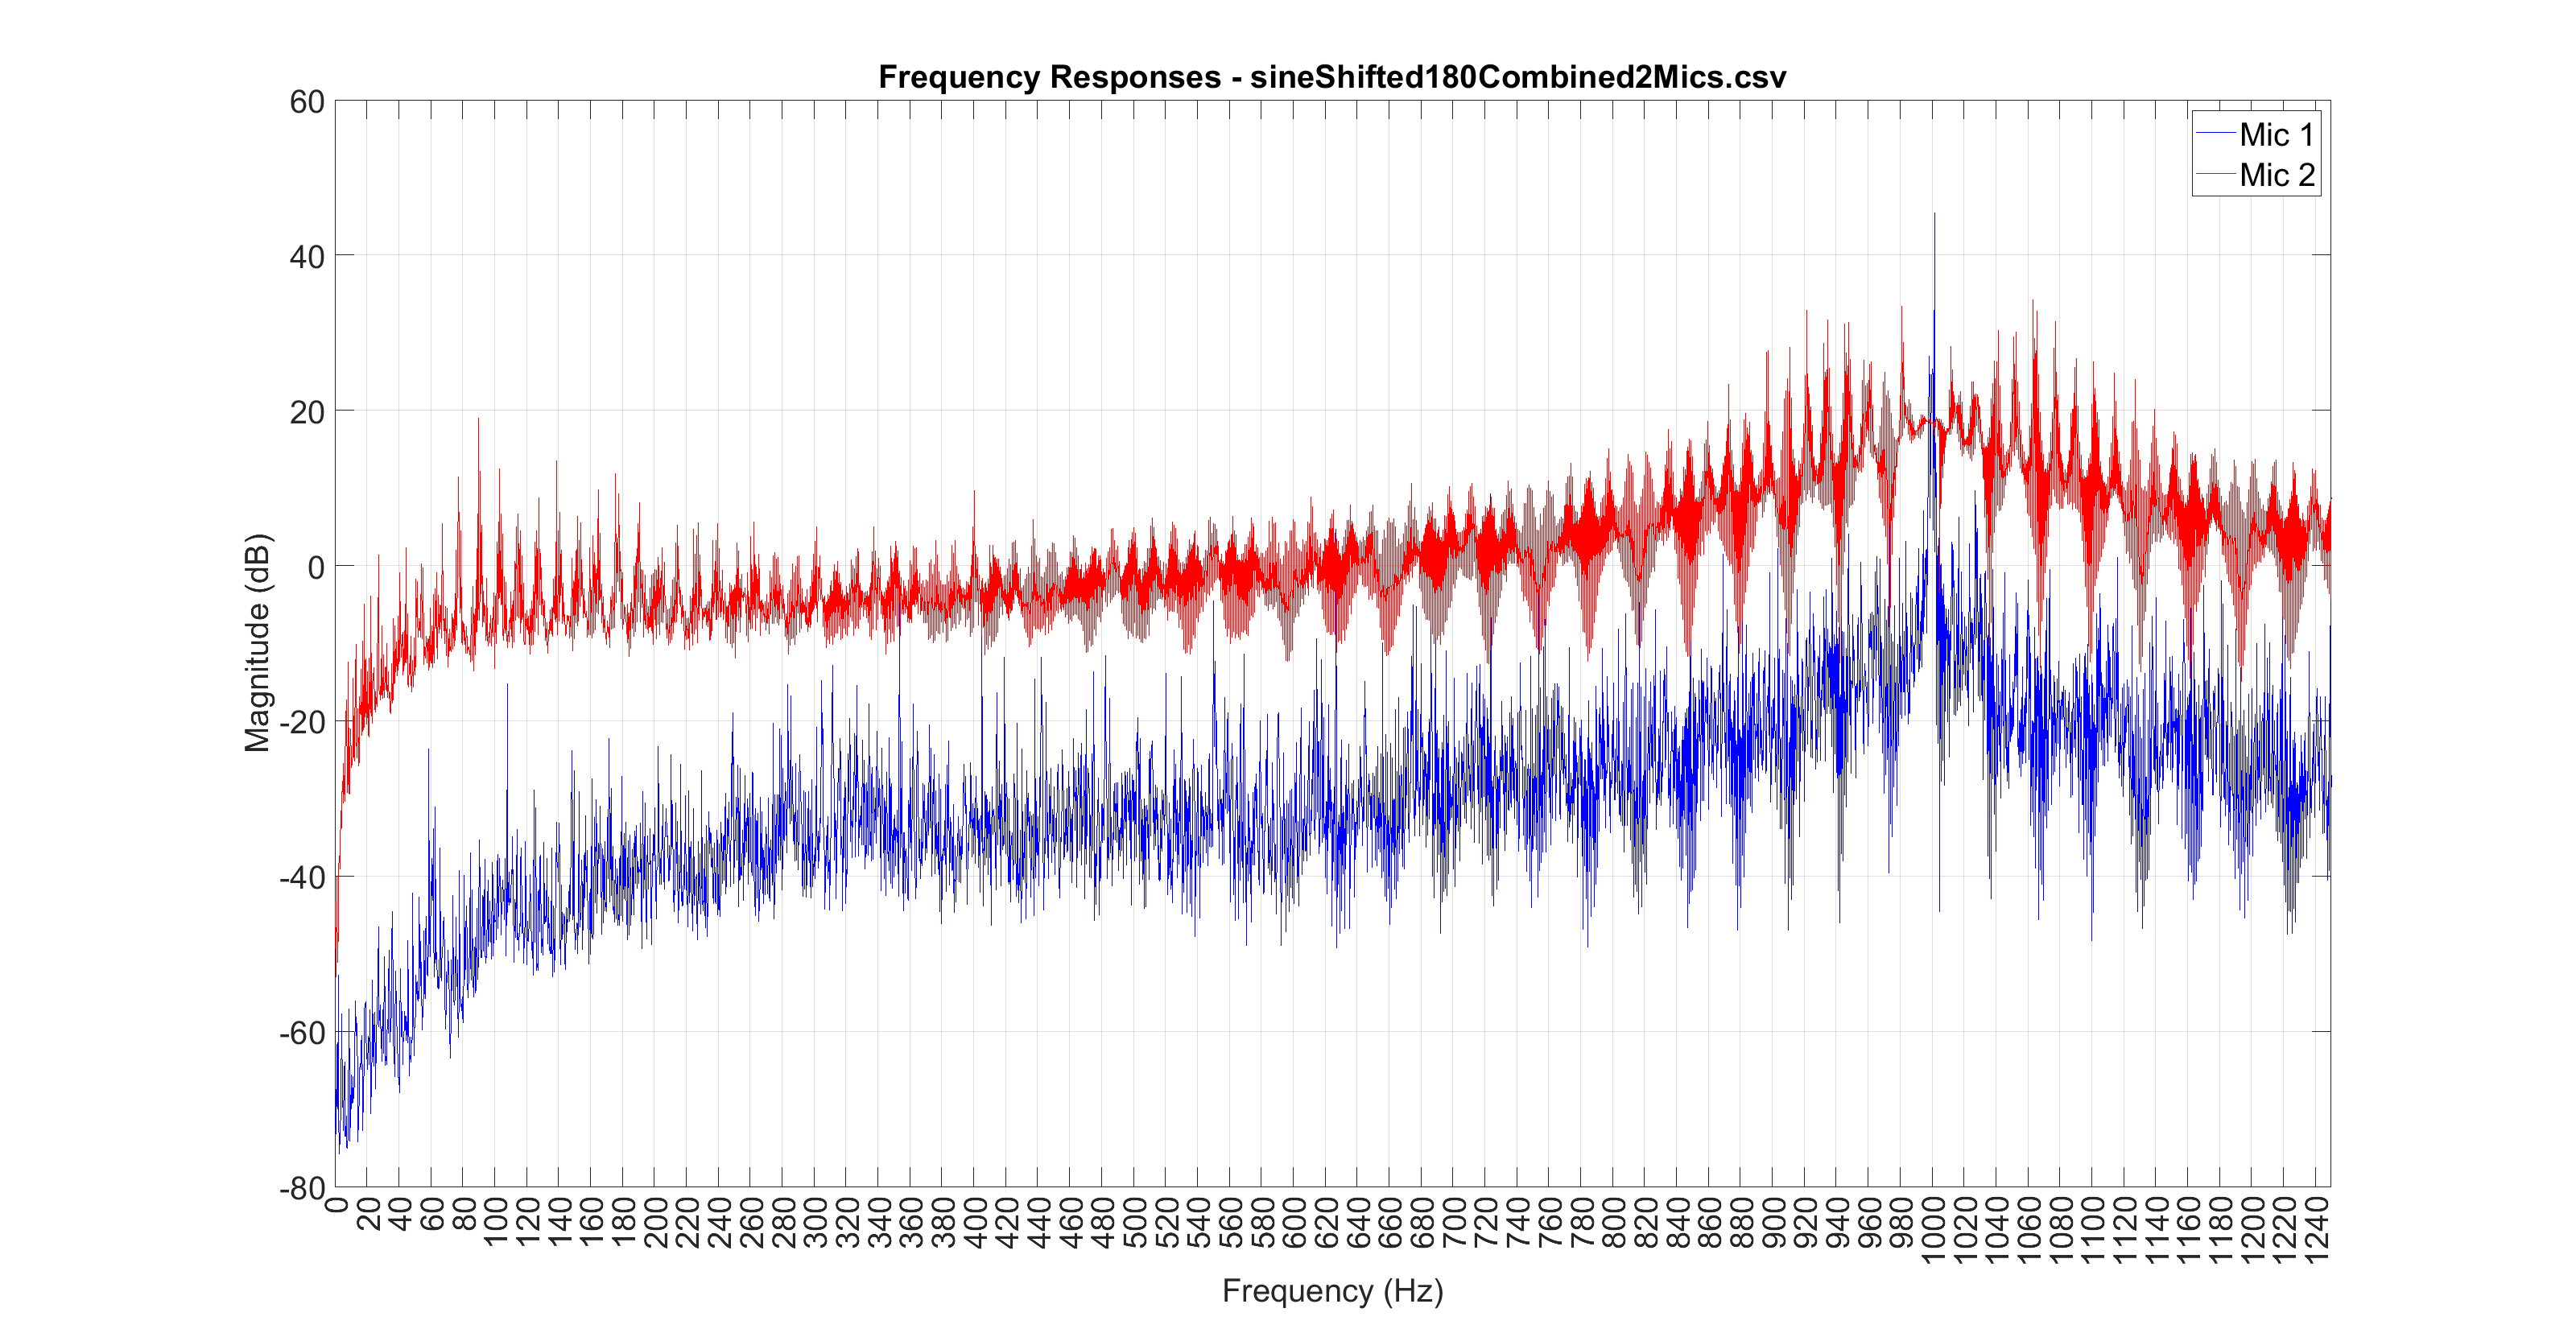 Frequency Responses - sineShifted180Combined2Mics.csv
Mic 1
Mic 2
Magnitude (dB)
60
40
20
0
-20
-40
-60
-80
0 20 40 60 80 100 120 140 160 180 200 220 240 260 280 300 320 340 360 380 400 420 440 460 480 500 520 540 560 580 600 620 640 660 680 700 720 740 760 780 800 820 840 860 880 900 920 940 960 980 1000 1020 1040 1060 1080 1100 1120 1140 1160 1180 1200 1220 1240
Frequency (Hz)